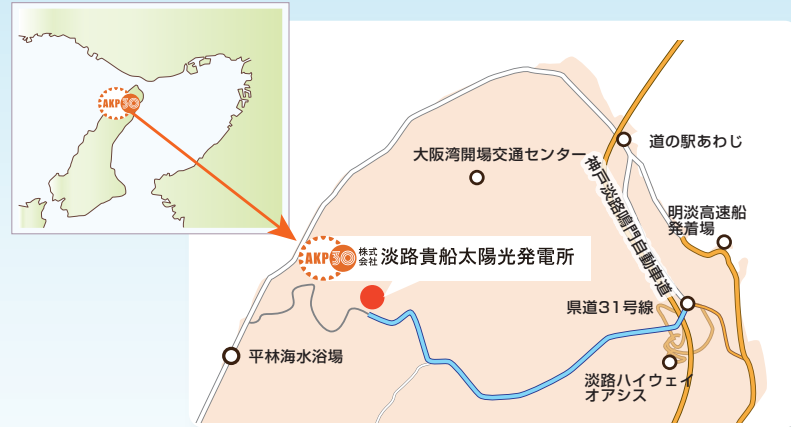 AKP30
道の駅あわじ
大阪湾開場交通センター
神戸淡路鳴門自動車道
明淡高速船
発着場
AKP30 株式会社 淡路貴船太陽光発電所
県道31号線
平林海水浴場
淡路ハイウェイ
オアシス